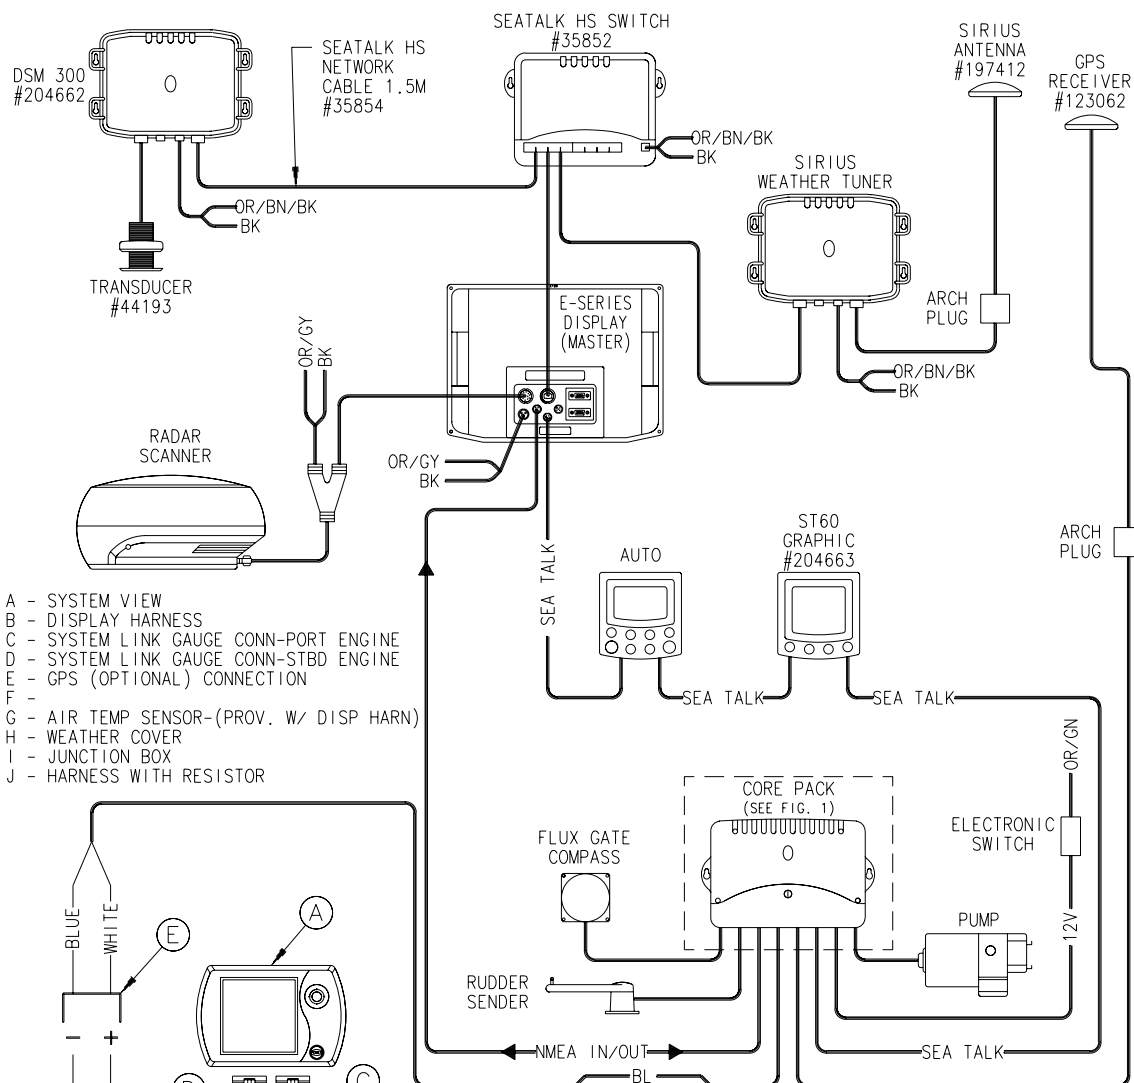 SEATALK HS SWITCH
#35852
SIRIUS
ANTENNA
#197412
GPS
RECEIVER
#123062
DSM 300
#204662
SEATALK HS
NETWORK
CABLE 1.5M
#35854
OR/BN/BK
BK
SIRIUS
WEATHER TUNER
OR/BN/BK
BK
TRANSDUCER
#44193
E-SERIES
DISPLAY
(MASTER)
ARCH
PLUG
OR/GY
BK
OR/BN/BK
BK
RADAR
SCANNER
OR/GY
BK
ARCH
PLUG
SEA TALK
AUTO
ST60
GRAPHIC
#204663
A - SYSTEM VIEW
B - DISPLAY HARNESS
C - SYSTEM LINK GAUGE CONN-PORT ENGINE
D - SYSTEM LINK GAUGE CONN-STBD ENGINE
E - GPS (OPTIONAL) CONNECTION
F -
G - AIR TEMP SENSOR-(PROV. W/ DISP HARN)
H - WEATHER COVER
I - JUNCTION BOX
J - HARNESS WITH RESISTOR
SEA TALK
SEA TALK
OR/GN
CORE PACK
(SEE FIG. 1)
ELECTRONIC
SWITCH
FLUX GATE
COMPASS
12V
PUMP
BLUE
WHITE
E
A
RUDDER
SENDER
- +
NMEA IN/OUT
SEA TALK
BL
C